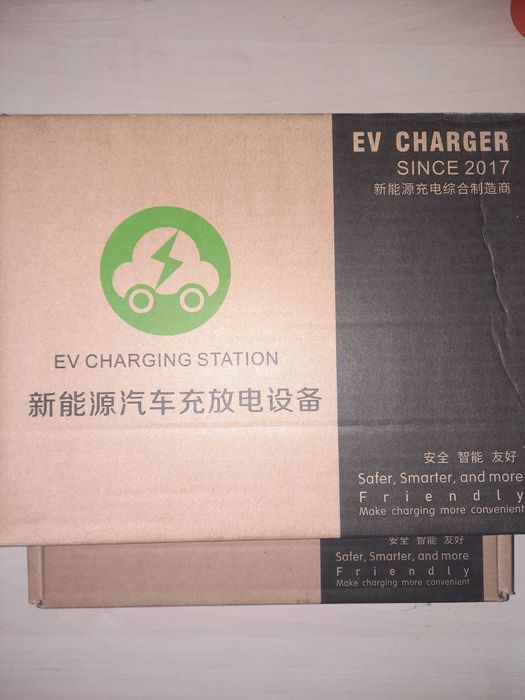 EV CHARGER
SINCE 2017
新能源充电综合制造商
EV CHARGING STATION
新能源汽车充放电设备
安全 智能 友好
Safer, Smarter, and more
Friendly
Make charging more convenient
安全 智能 友好
Safer, Smarter, and more
Friendly
Make charging more convenient